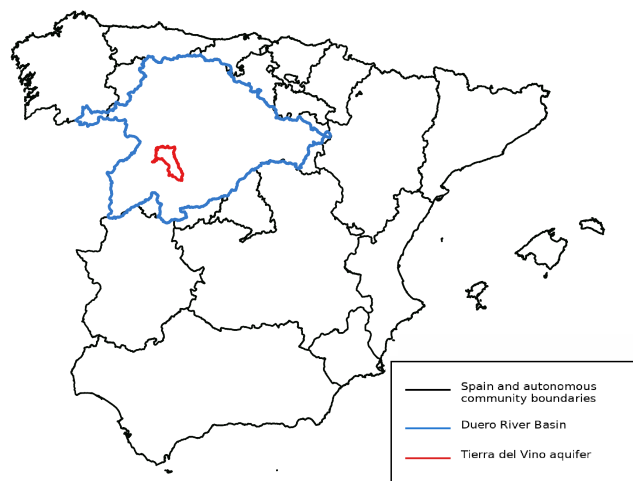 Spain and autonomous
community boundaries
Duero River Basin
Tierra del Vino aquifer